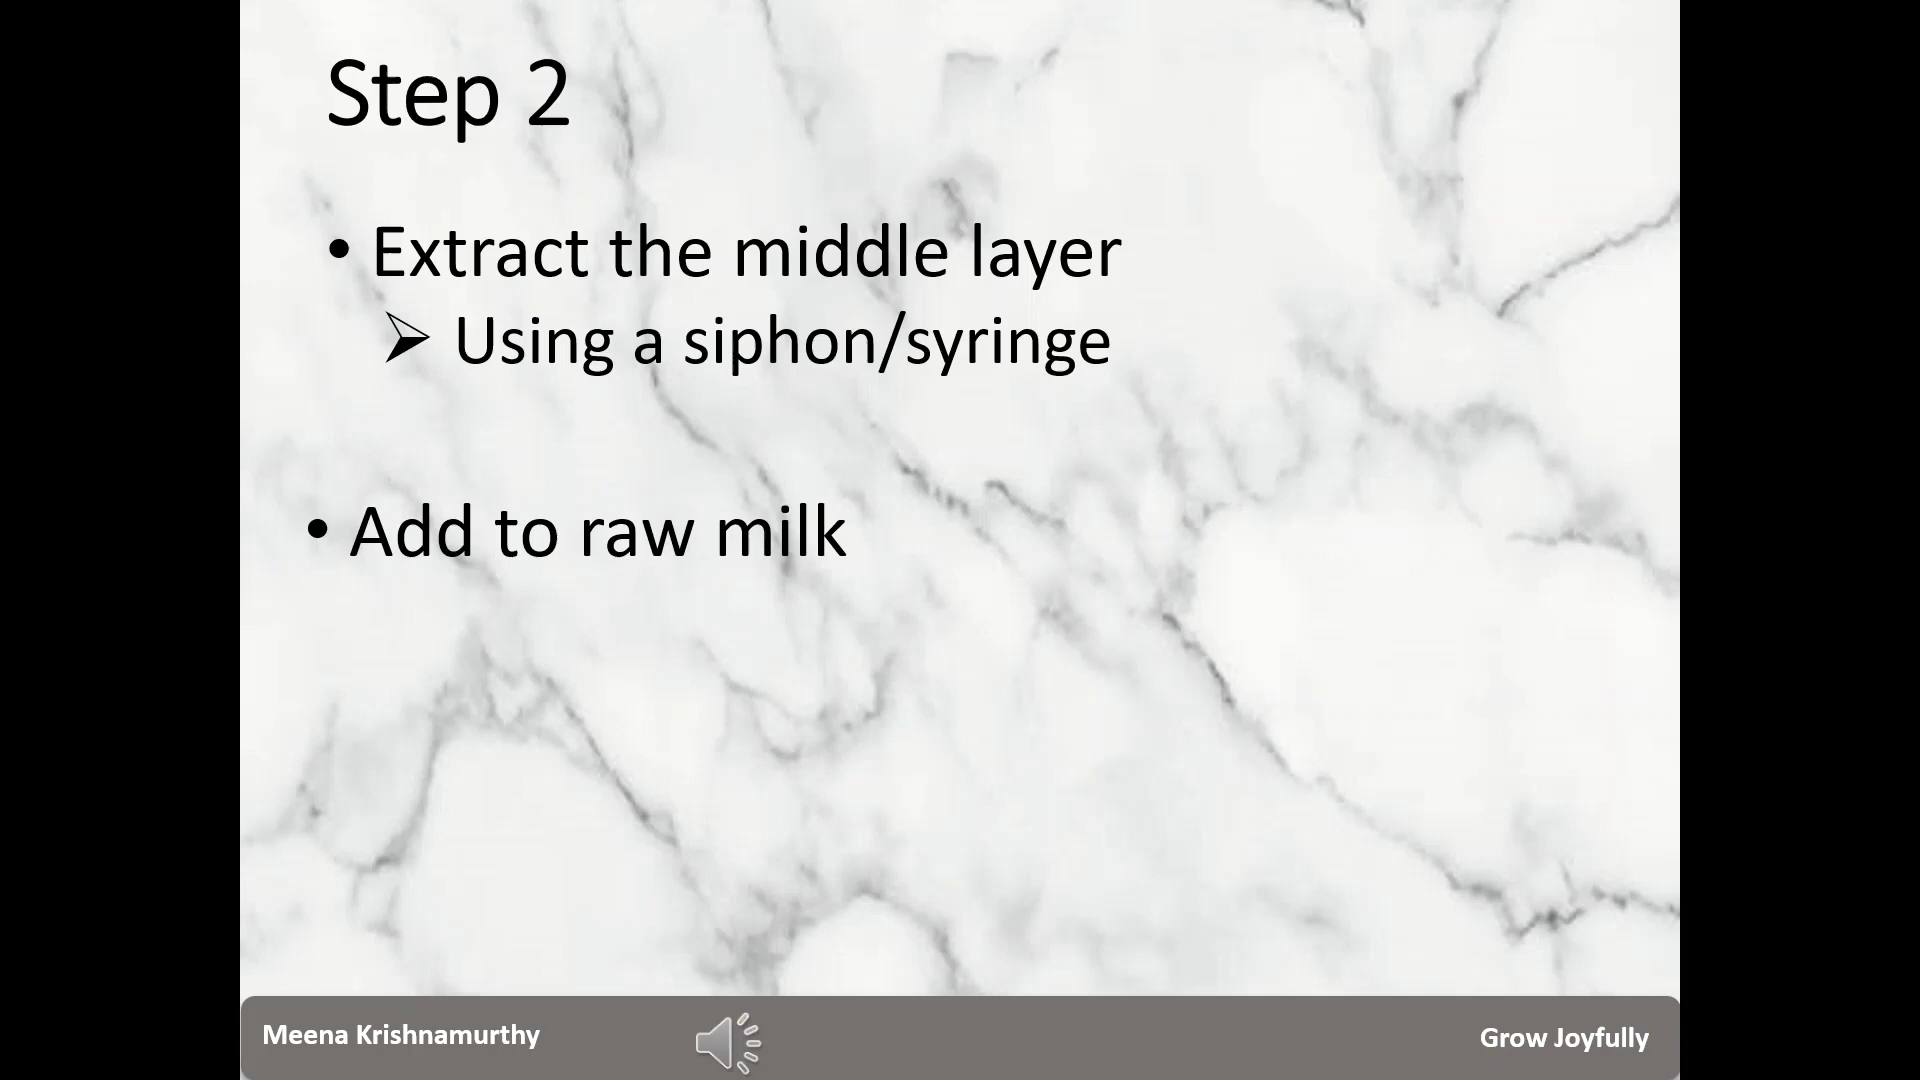 Step 2
• Extract the middle layer
➢ Using a siphon/syringe
• Add to raw milk
Meena Krishnamurthy
Grow Joyfully